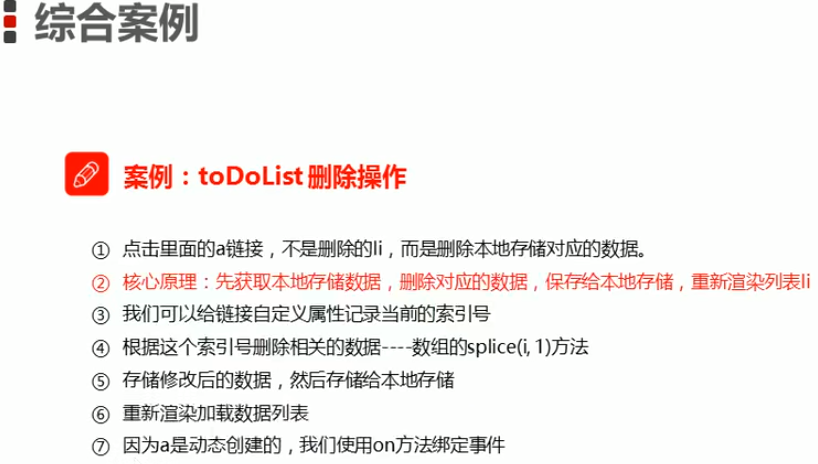 综合案例
案例：toDoList 删除操作
① 点击里面的a链接，不是删除的li，而是删除本地存储对应的数据。
② 核心原理：先获取本地存储数据，删除对应的数据，保存给本地存储，重新渲染列表li
③ 我们可以给链接自定义属性记录当前的索引号
④ 根据这个索引号删除相关的数据----数组的splice(i, 1)方法
⑤ 存储修改后的数据，然后存储给本地存储
⑥ 重新渲染加载数据列表
⑦ 因为a是动态创建的，我们使用on方法绑定事件